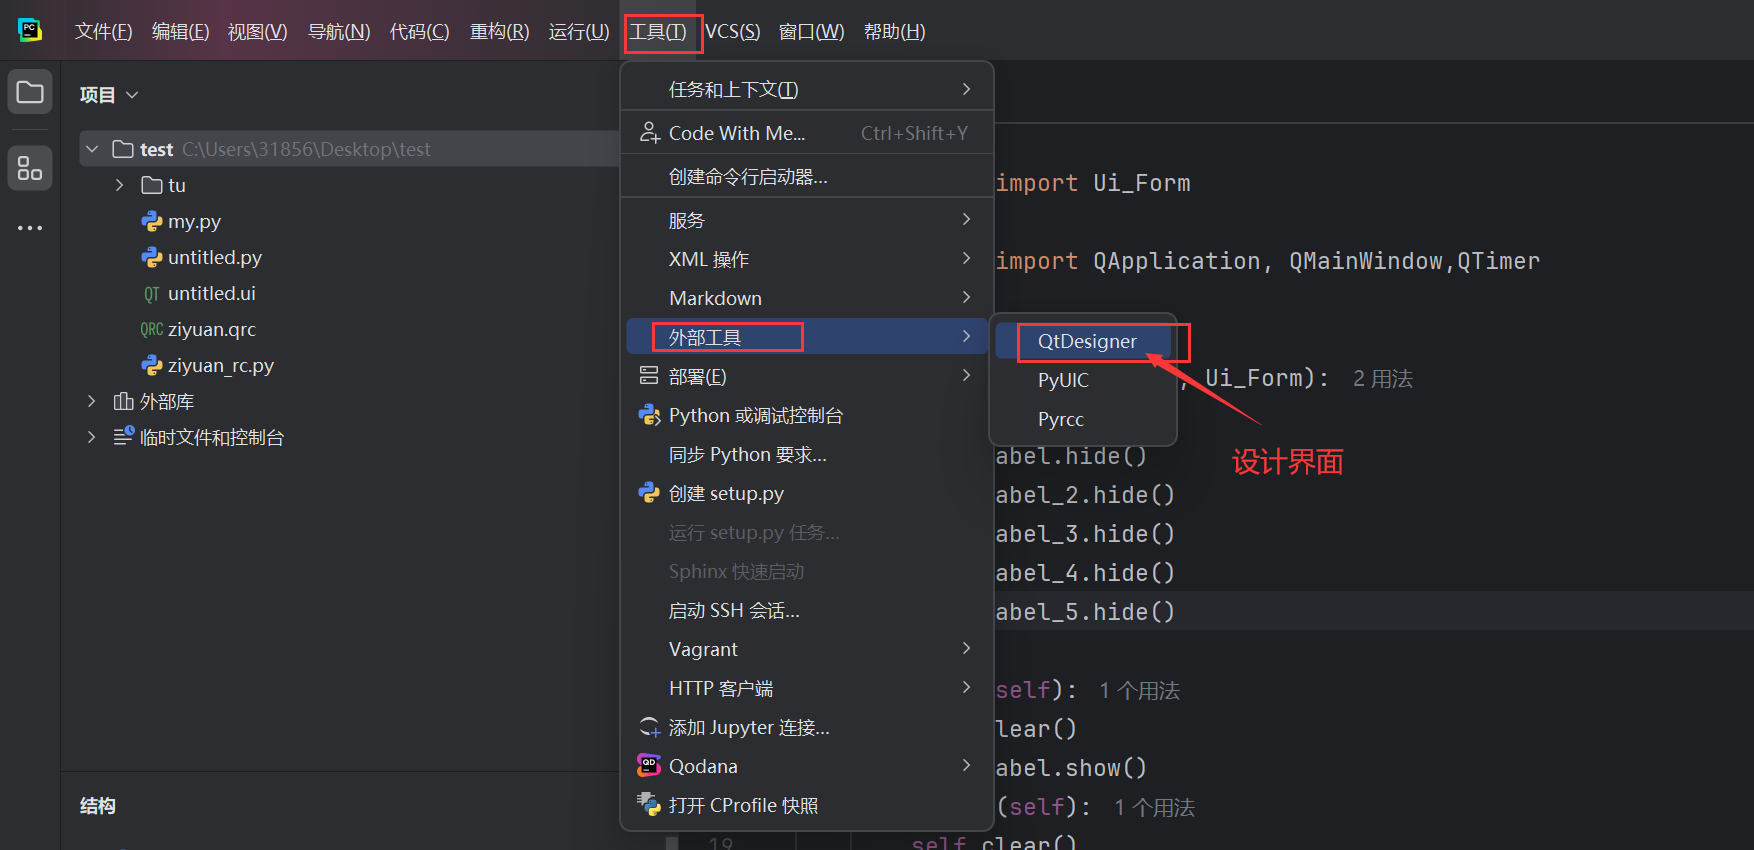 文件(F) 编辑(E) 视图(V) 导航(N) 代码(C) 重构(R) 运行(U) 工具(T) VCS(S) 窗口(W) 帮助(H)
项目
test C:\Users\31856\Desktop\test
tu
my.py
untitled.py
QT untitled.ui
QRC ziyuan.qrc
ziyuan_rc.py
外部库
临时文件和控制台
结构
任务和上下文(T)
Code With Me... Ctrl+Shift+Y
创建命令行启动器...
服务
XML 操作
Markdown
外部工具
部署(E)
Python 或调试控制台
同步 Python 要求...
创建 setup.py
运行 setup.py 任务...
Sphinx 快速启动
启动 SSH 会话...
Vagrant
HTTP 客户端
添加 Jupyter 连接...
Qodana
打开 CProfile 快照
QtDesigner
PyUIC
Pyrcc
设计界面
import Ui_Form
import QApplication, QMainWindow,QTimer
, Ui_Form): 2 用法
abel.hide()
abel_2.hide()
abel_3.hide()
abel_4.hide()
abel_5.hide()
self): 1 个用法
lear()
abel.show()
(self): 1 个用法
19 self.clear()